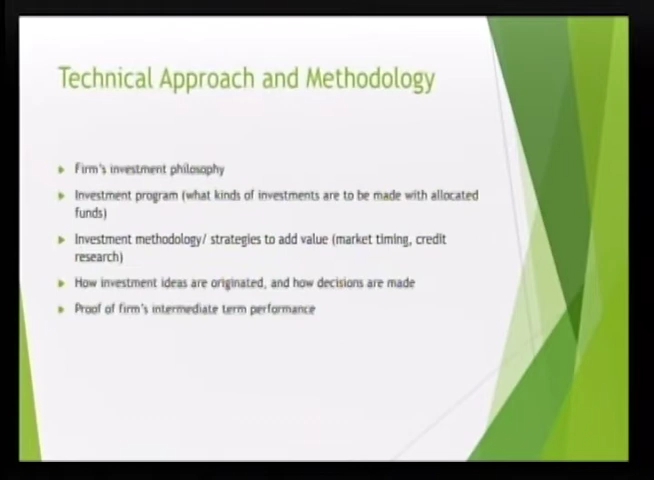 Technical Approach and Methodology
Firm's investment philosophy
Investment program (what kinds of investments are to be made with allocated
funds)
Investment methodology/ strategies to add value (market timing, credit
research)
How investment ideas are originated, and how decisions are made
Proof of firm's intermediate term performance